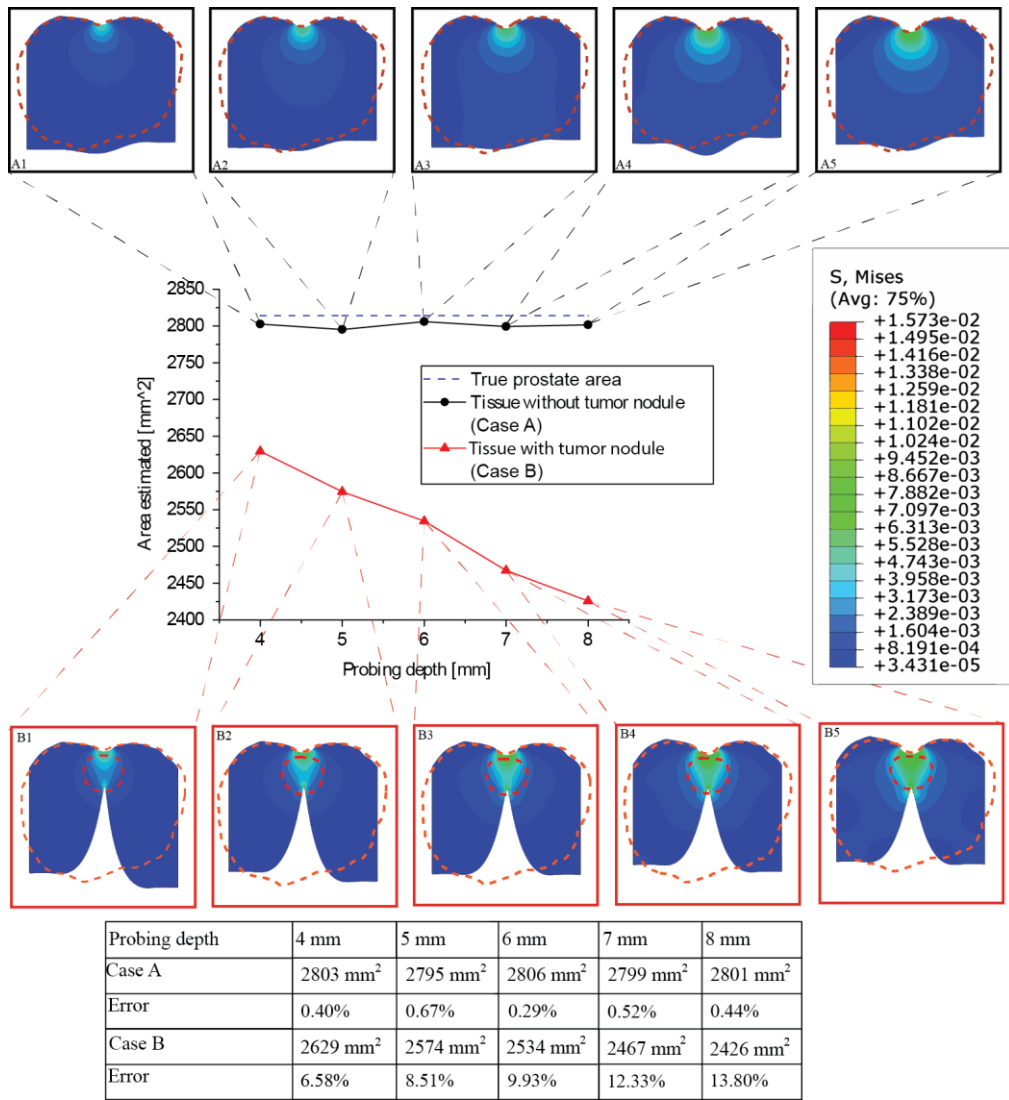 A1
A2
A3
A4
A5
2850
2800
2750
2700
2650
2600
2550
2500
2450
2400
Area estimated [mm^2]
4 5 6 7 8
Probing depth [mm]
True prostate area
Tissue without tumor nodule
(Case A)
Tissue with tumor nodule
(Case B)
S, Mises
(Avg: 75%)
+1.573e-02
+1.495e-02
+1.416e-02
+1.338e-02
+1.259e-02
+1.181e-02
+1.102e-02
+1.024e-02
+9.452e-03
+8.667e-03
+7.882e-03
+7.097e-03
+6.313e-03
+5.528e-03
+4.743e-03
+3.958e-03
+3.173e-03
+2.389e-03
+1.604e-03
+8.191e-04
+3.431e-05
B1
B2
B3
B4
B5
Probing depth 4 mm 5 mm 6 mm 7 mm 8 mm
Case A 2803 mm² 2795 mm² 2806 mm² 2799 mm² 2801 mm²
Error 0.40% 0.67% 0.29% 0.52% 0.44%
Case B 2629 mm² 2574 mm² 2534 mm² 2467 mm² 2426 mm²
Error 6.58% 8.51% 9.93% 12.33% 13.80%